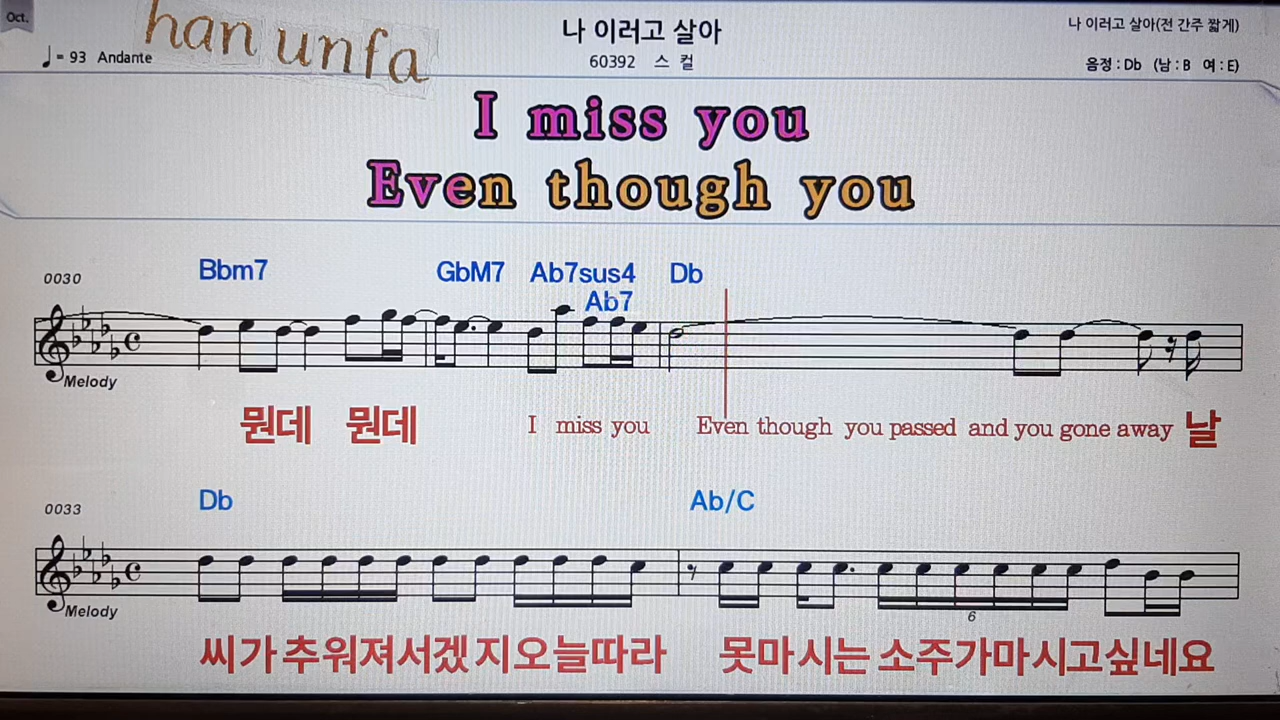 Oct.
han unfa
♩= 93 Andante
나 이러고 살아
60392 스 컬
나 이러고 살아(전 간주 짧게)
음정 : Db (남 : B 여 : E)
I miss you
Even though you
0030
Bbm7 GbM7 Ab7sus4 Db
Ab7
Melody
뭔데 뭔데 I miss you Even though you passed and you gone away 날
0033
Db Ab/C
Melody
6
씨가 추워져서겠지오늘따라 못마시는 소주가마시고싶네요